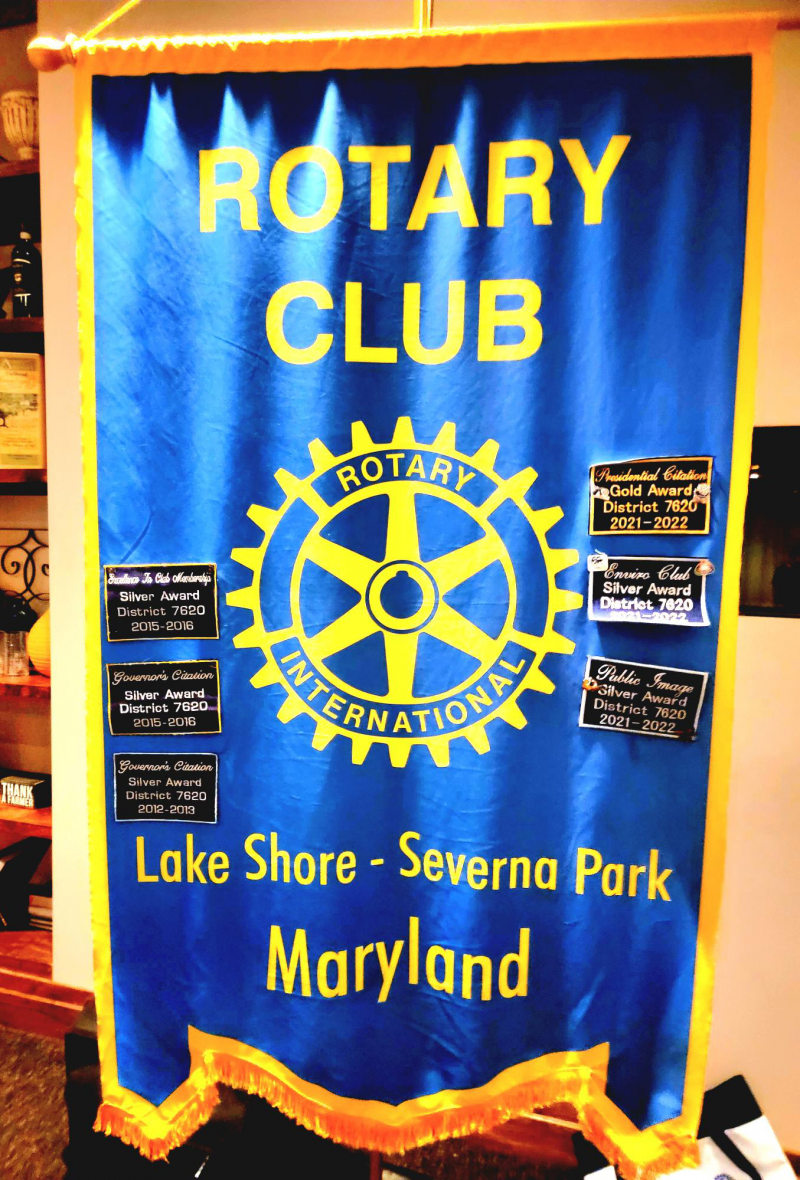 ROTARY
CLUB
ROTARY
INTERNATIONAL
Excellence In Club Membership
Silver Award
District 7620
2015-2016
Governor's Citation
Silver Award
District 7620
2015-2016
Governor's Citation
Silver Award
District 7620
2012-2013
Presidential Citation
Gold Award
District 7620
2021-2022
Enviro Club
Silver Award
District 7620
2021-2022
Public Image
Silver Award
District 7620
2021-2022
Lake Shore - Severna Park
Maryland
THANK
A FARMER